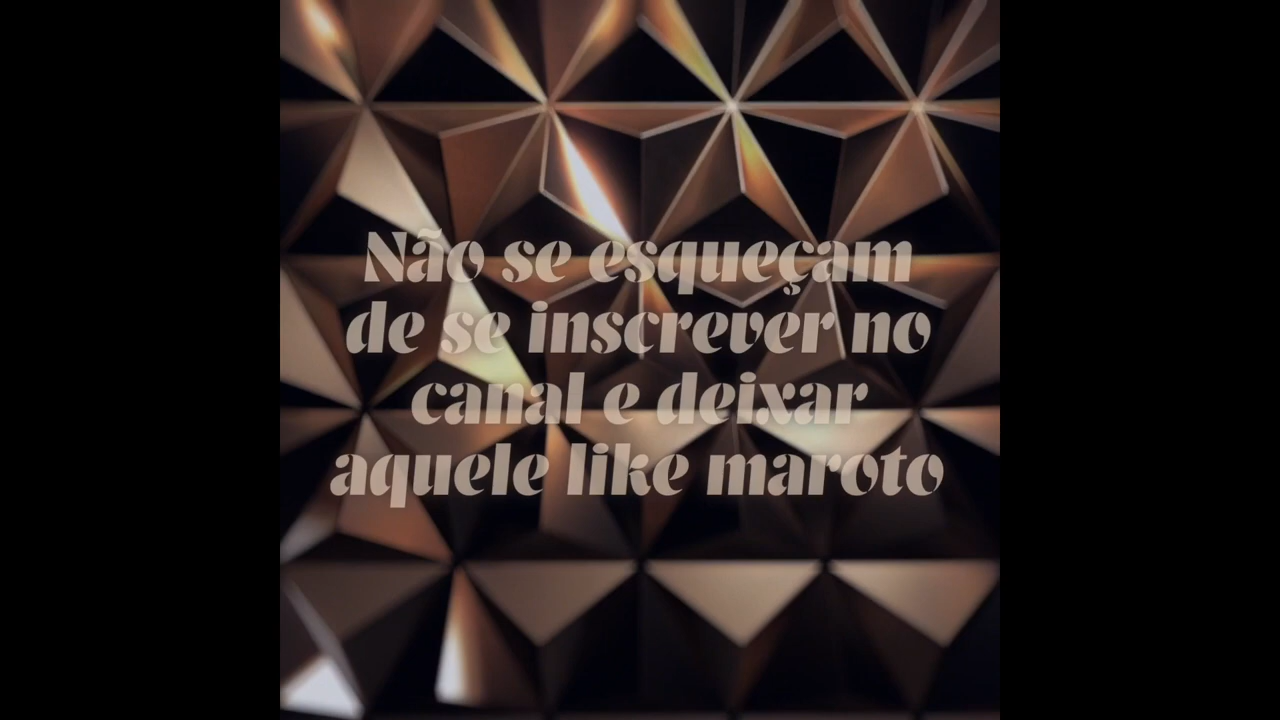 Não se esqueçam
de se inscrever no
canal e deixar
aquele like maroto